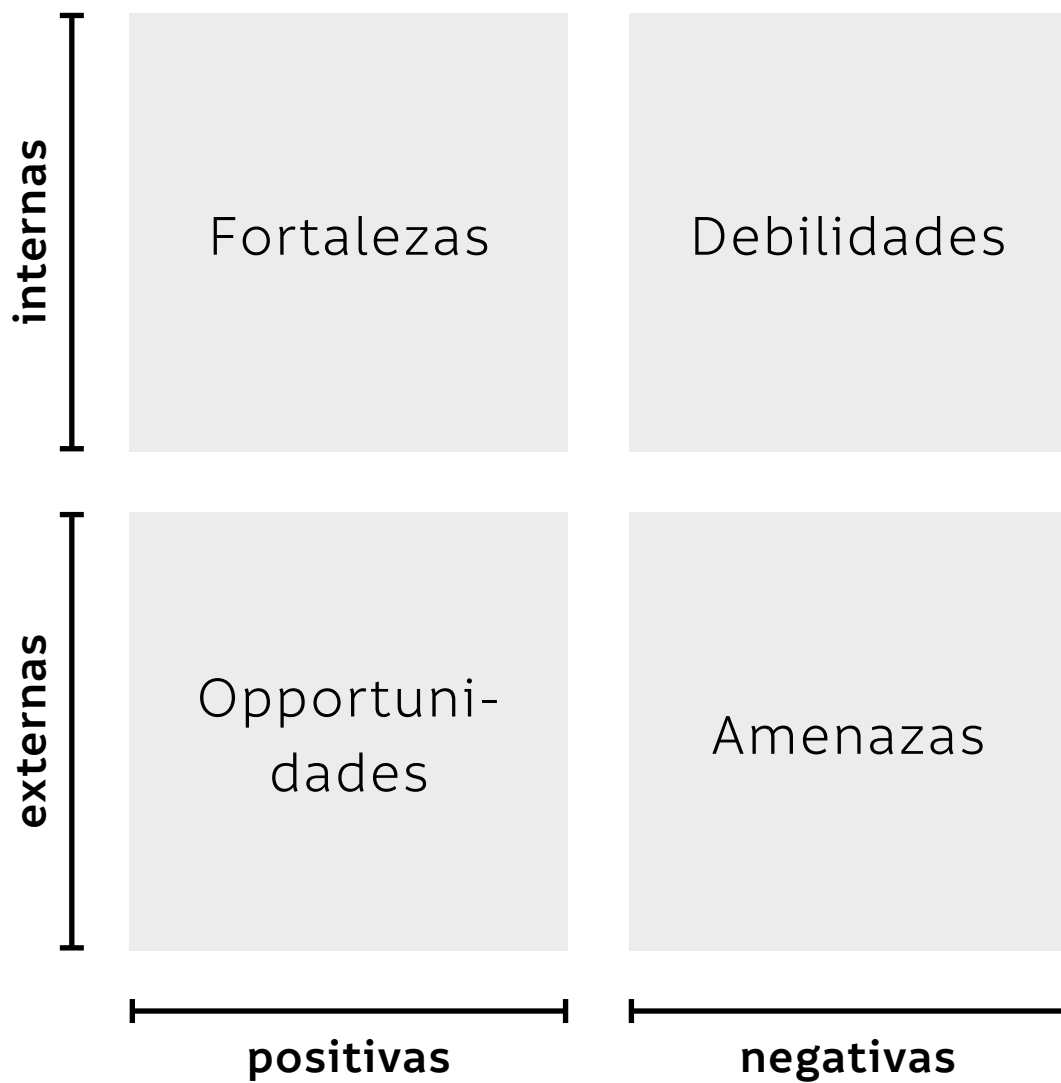 internas
Fortalezas
Debilidades
externas
Opportuni-
dades
Amenazas
positivas
negativas